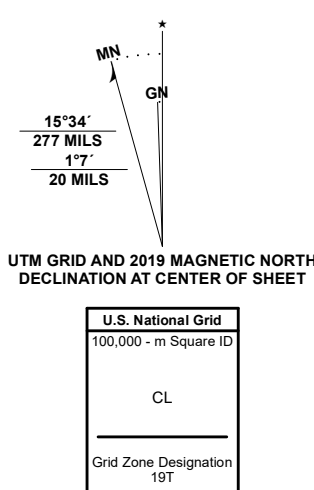 ★
MN
GN
15°34´
277 MILS
1°7´
20 MILS
UTM GRID AND 2019 MAGNETIC NORTH
DECLINATION AT CENTER OF SHEET
U.S. National Grid
100,000 - m Square ID
CL
Grid Zone Designation
19T